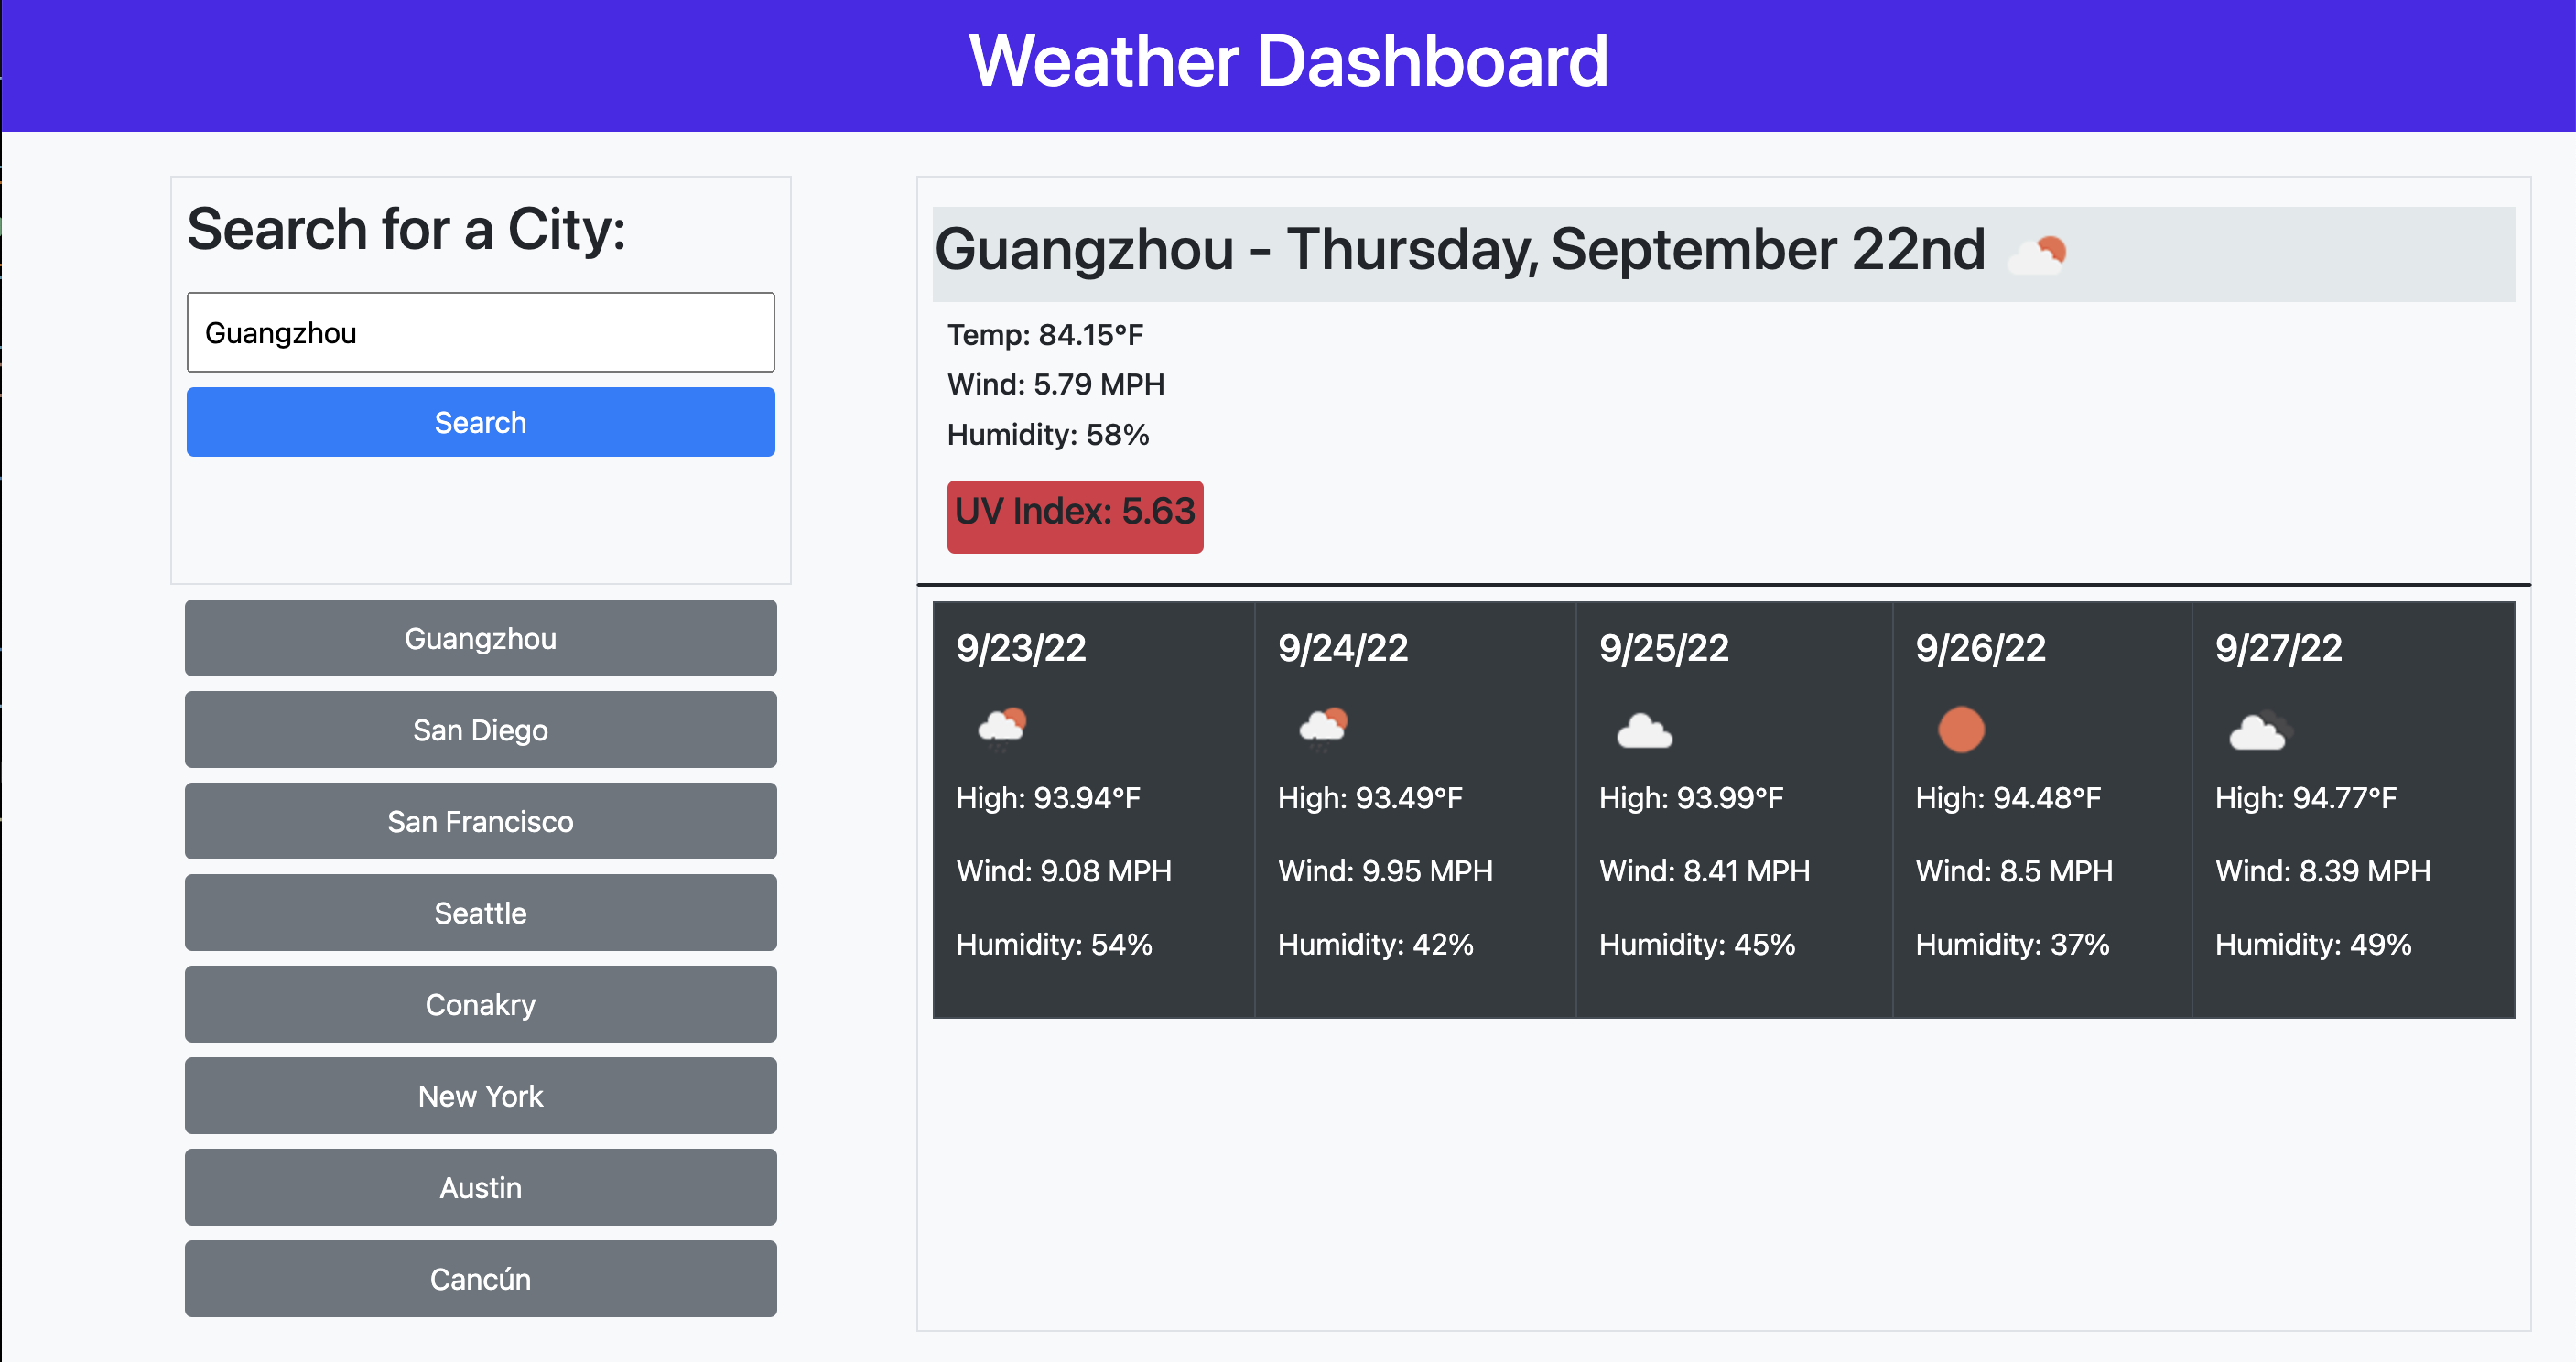 Weather Dashboard
Search for a City:
Guangzhou
Search
Guangzhou
San Diego
San Francisco
Seattle
Conakry
New York
Austin
Cancún
Guangzhou - Thursday, September 22nd
Temp: 84.15°F
Wind: 5.79 MPH
Humidity: 58%
UV Index: 5.63
9/23/22
High: 93.94°F
Wind: 9.08 MPH
Humidity: 54%
9/24/22
High: 93.49°F
Wind: 9.95 MPH
Humidity: 42%
9/25/22
High: 93.99°F
Wind: 8.41 MPH
Humidity: 45%
9/26/22
High: 94.48°F
Wind: 8.5 MPH
Humidity: 37%
9/27/22
High: 94.77°F
Wind: 8.39 MPH
Humidity: 49%